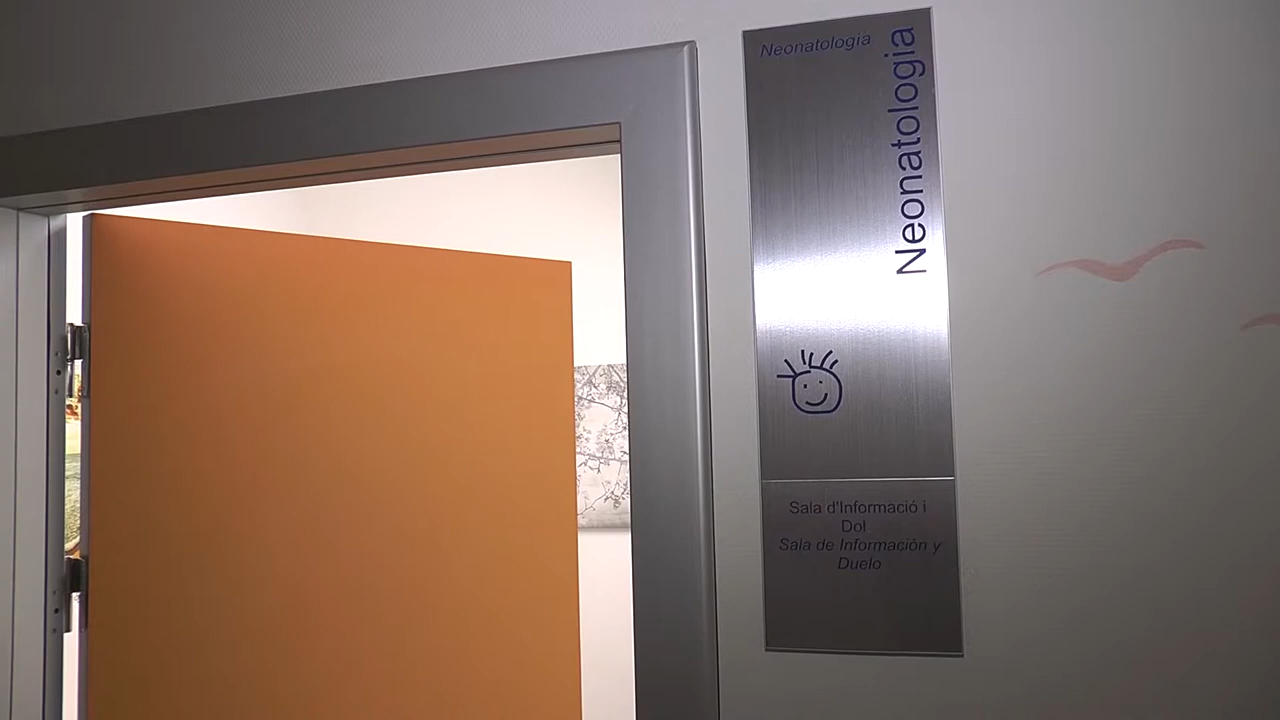 Neonatologia
Neonatologia
Sala d'Informació i
Dol
Sala de Información y
Duelo